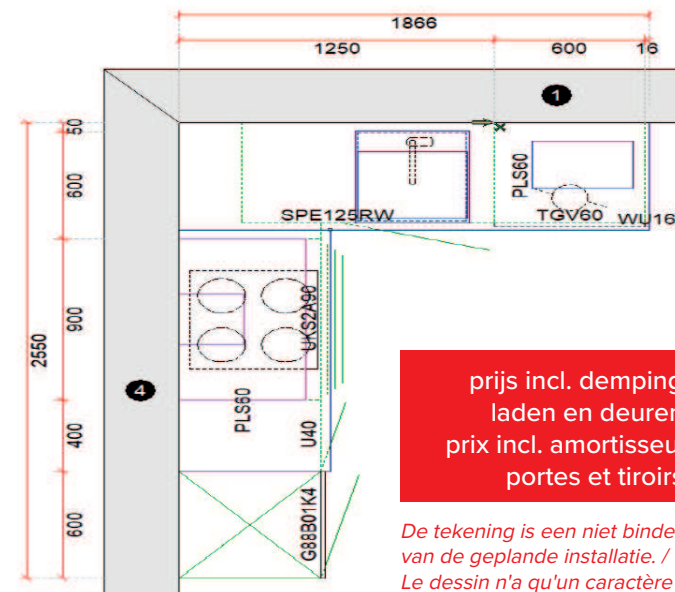 1866
1250 600 16
1
50
600
PLS60
SPE125RW
TGV60
WU16
900
2550
UKS2A90
4
PLS60
400
U40
600
G88B01K4
prijs incl. demping
laden en deuren
prix incl. amortisseu
portes et tiroirs
De tekening is een niet binde
van de geplande installatie. /
Le dessin n'a qu'un caractère